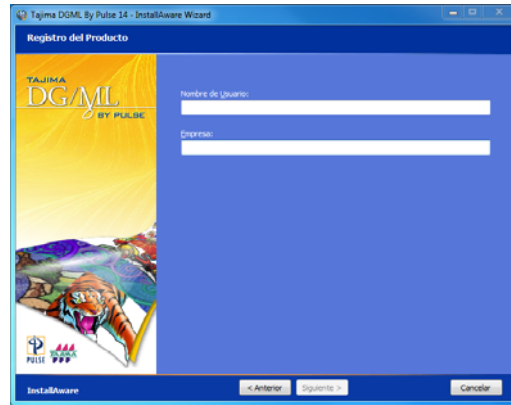 Tajima DGML By Pulse 14 - InstallAware Wizard
Registro del Producto
TAJIMA
DG/ML
BY PULSE
Nombre de Usuario:
Empresa:
PULSE TAJIMA
InstallAware
< Anterior Siguiente > Cancelar